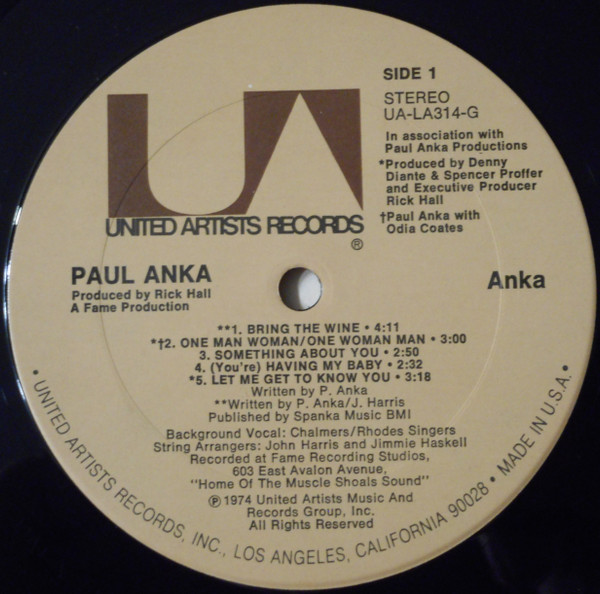 SIDE 1
STEREO
UA-LA314-G
In association with
Paul Anka Productions
*Produced by Denny
Diante & Spencer Proffer
and Executive Producer
Rick Hall
†Paul Anka with
Odia Coates
UA
UNITED ARTISTS RECORDS
®
PAUL ANKA
Produced by Rick Hall
A Fame Production
Anka
**1. BRING THE WINE • 4:11
*†2. ONE MAN WOMAN/ONE WOMAN MAN • 3:00
3. SOMETHING ABOUT YOU • 2:50
4. (You're) HAVING MY BABY • 2:32
*5. LET ME GET TO KNOW YOU • 3:18
Written by P. Anka
**Written by P. Anka/J. Harris
Published by Spanka Music BMI
Background Vocal: Chalmers/Rhodes Singers
String Arrangers: John Harris and Jimmie Haskell
Recorded at Fame Recording Studios,
603 East Avalon Avenue,
"Home Of The Muscle Shoals Sound"
℗ 1974 United Artists Music And
Records Group, Inc.
All Rights Reserved
• UNITED ARTISTS RECORDS, INC., LOS ANGELES, CALIFORNIA 90028 • MADE IN U.S.A. •